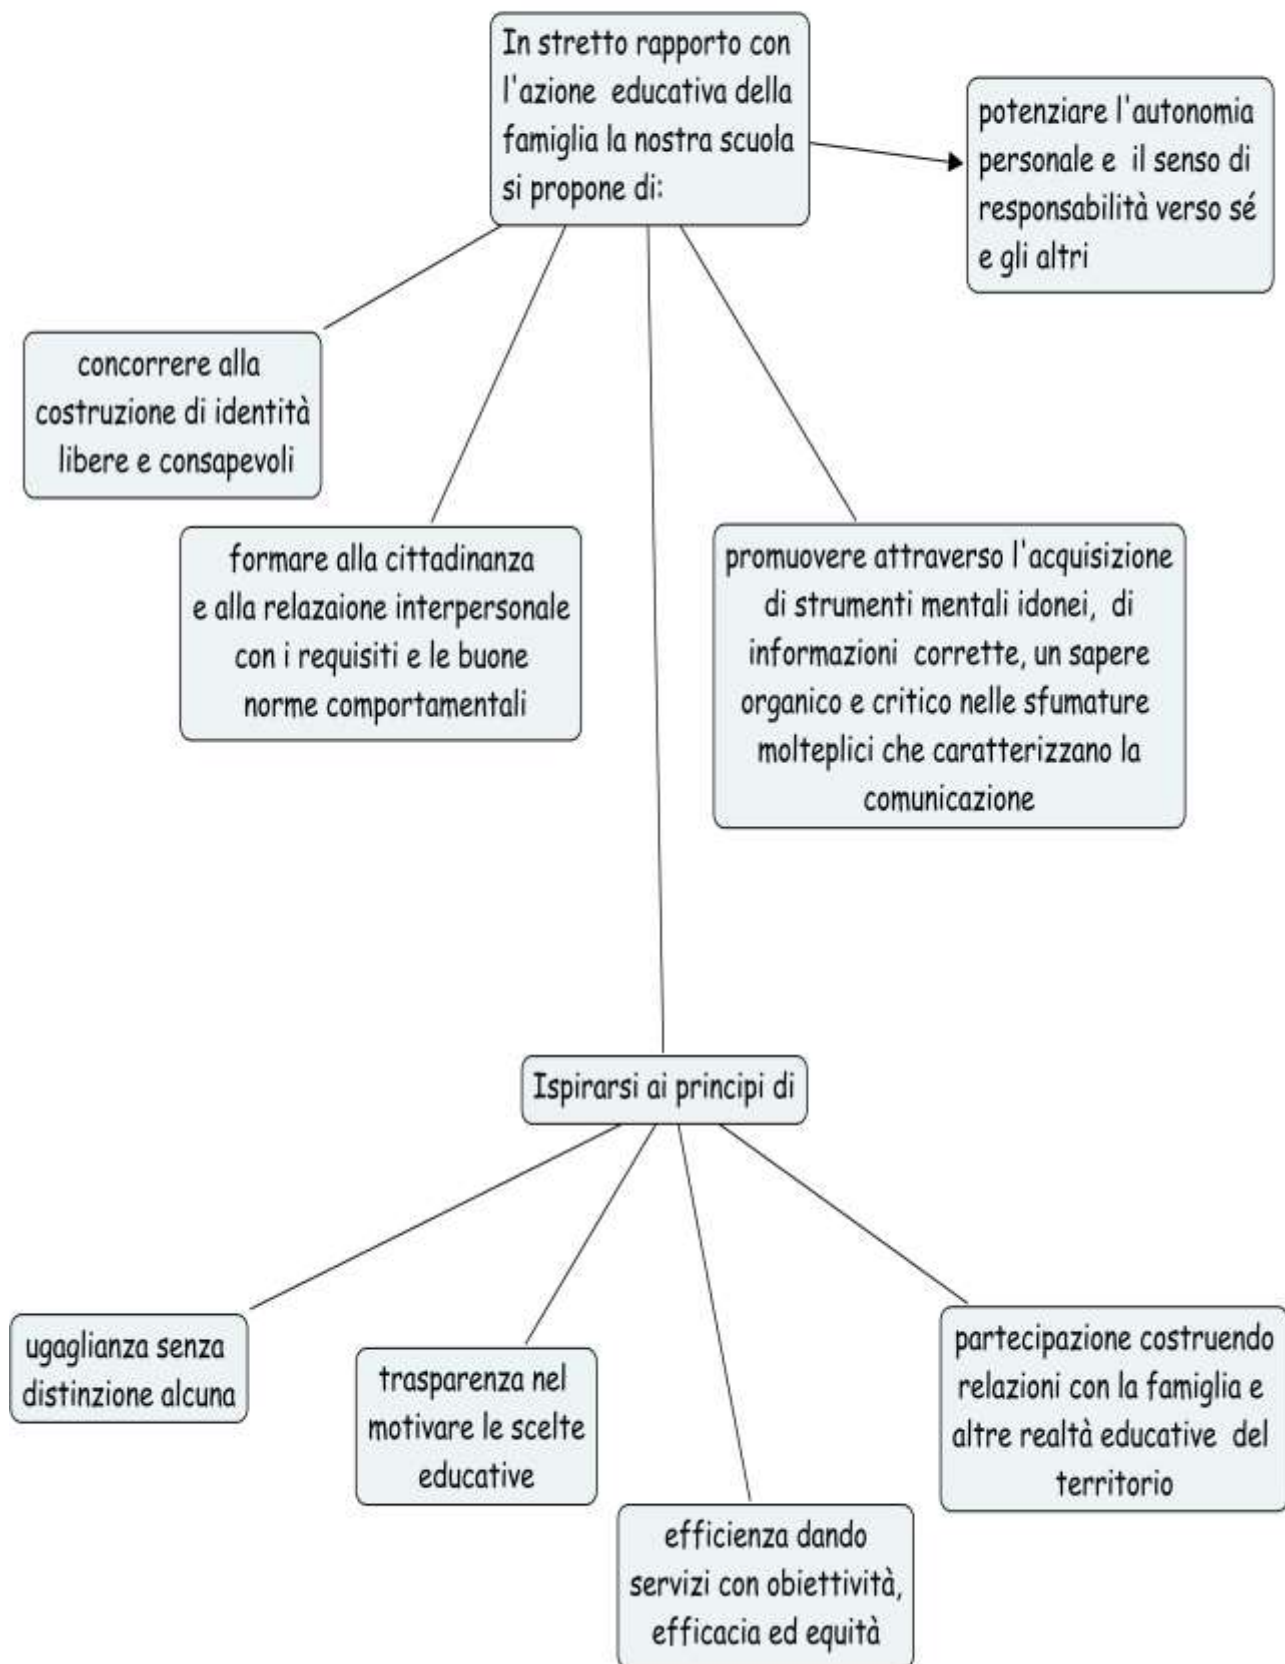 In stretto rapporto con
l'azione educativa della
famiglia la nostra scuola
si propone di:
potenziare l'autonomia
personale e il senso di
responsabilità verso sé
e gli altri
concorrere alla
costruzione di identità
libere e consapevoli
formare alla cittadinanza
e alla relazaione interpersonale
con i requisiti e le buone
norme comportamentali
promuovere attraverso l'acquisizione
di strumenti mentali idonei, di
informazioni corrette, un sapere
organico e critico nelle sfumature
molteplici che caratterizzano la
comunicazione
Ispirarsi ai principi di
ugaglianza senza
distinzione alcuna
trasparenza nel
motivare le scelte
educative
efficienza dando
servizi con obiettività,
efficacia ed equità
partecipazione costruendo
relazioni con la famiglia e
altre realtà educative del
territorio